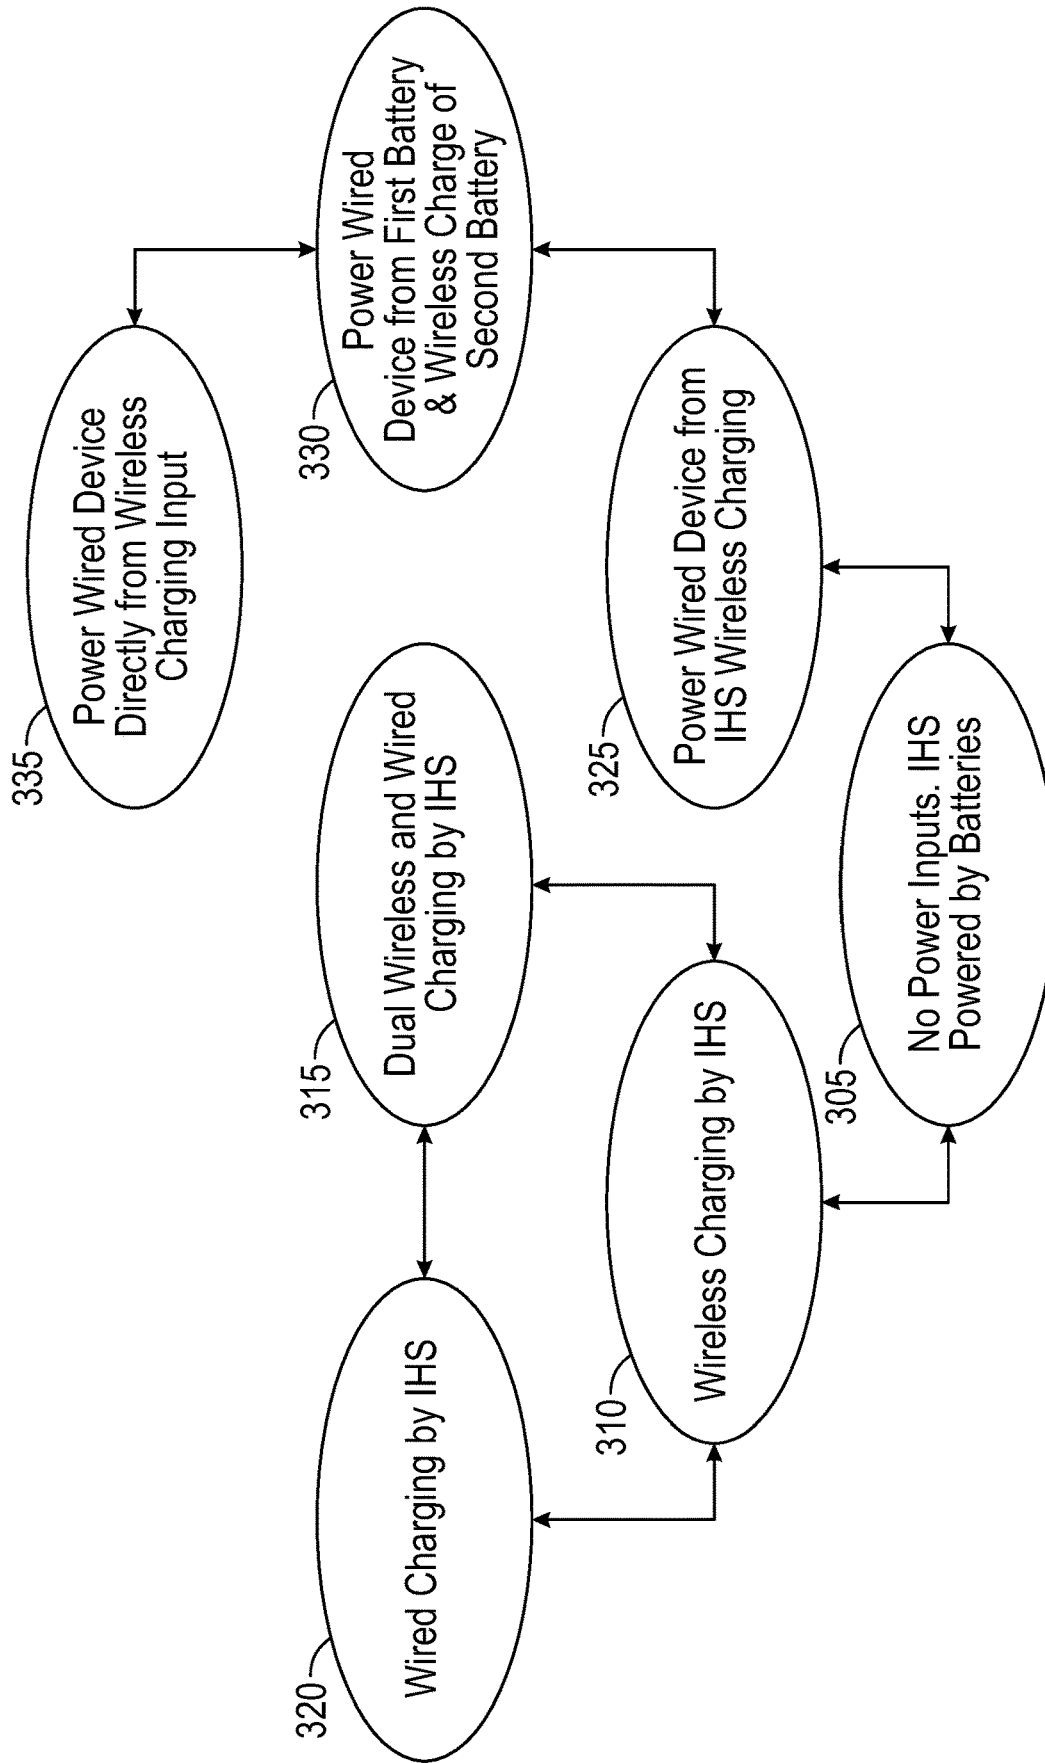 335
Power Wired Device
Directly from Wireless
Charging Input
320
Wired Charging by IHS
315
Dual Wireless and Wired
Charging by IHS
330
Power Wired
Device from First Battery
& Wireless Charge of
Second Battery
310
Wireless Charging by IHS
325
Power Wired Device from
IHS Wireless Charging
305
No Power Inputs. IHS
Powered by Batteries